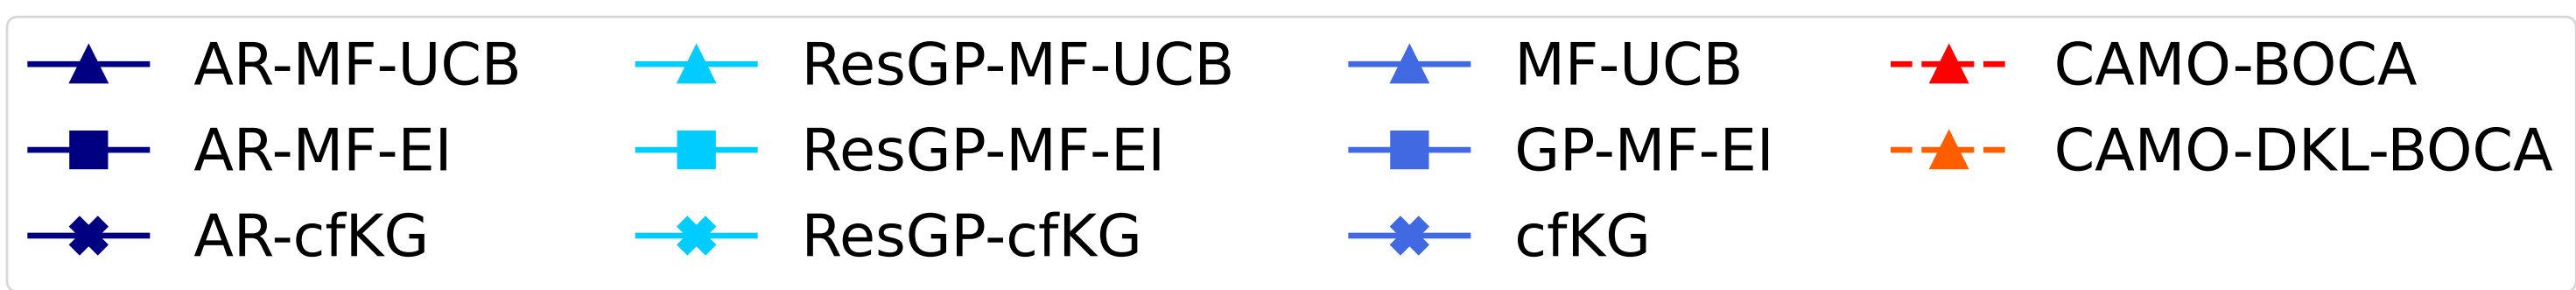 AR-MF-UCB ResGP-MF-UCB MF-UCB CAMO-BOCA
AR-MF-EI ResGP-MF-EI GP-MF-EI CAMO-DKL-BOCA
AR-cfKG ResGP-cfKG cfKG